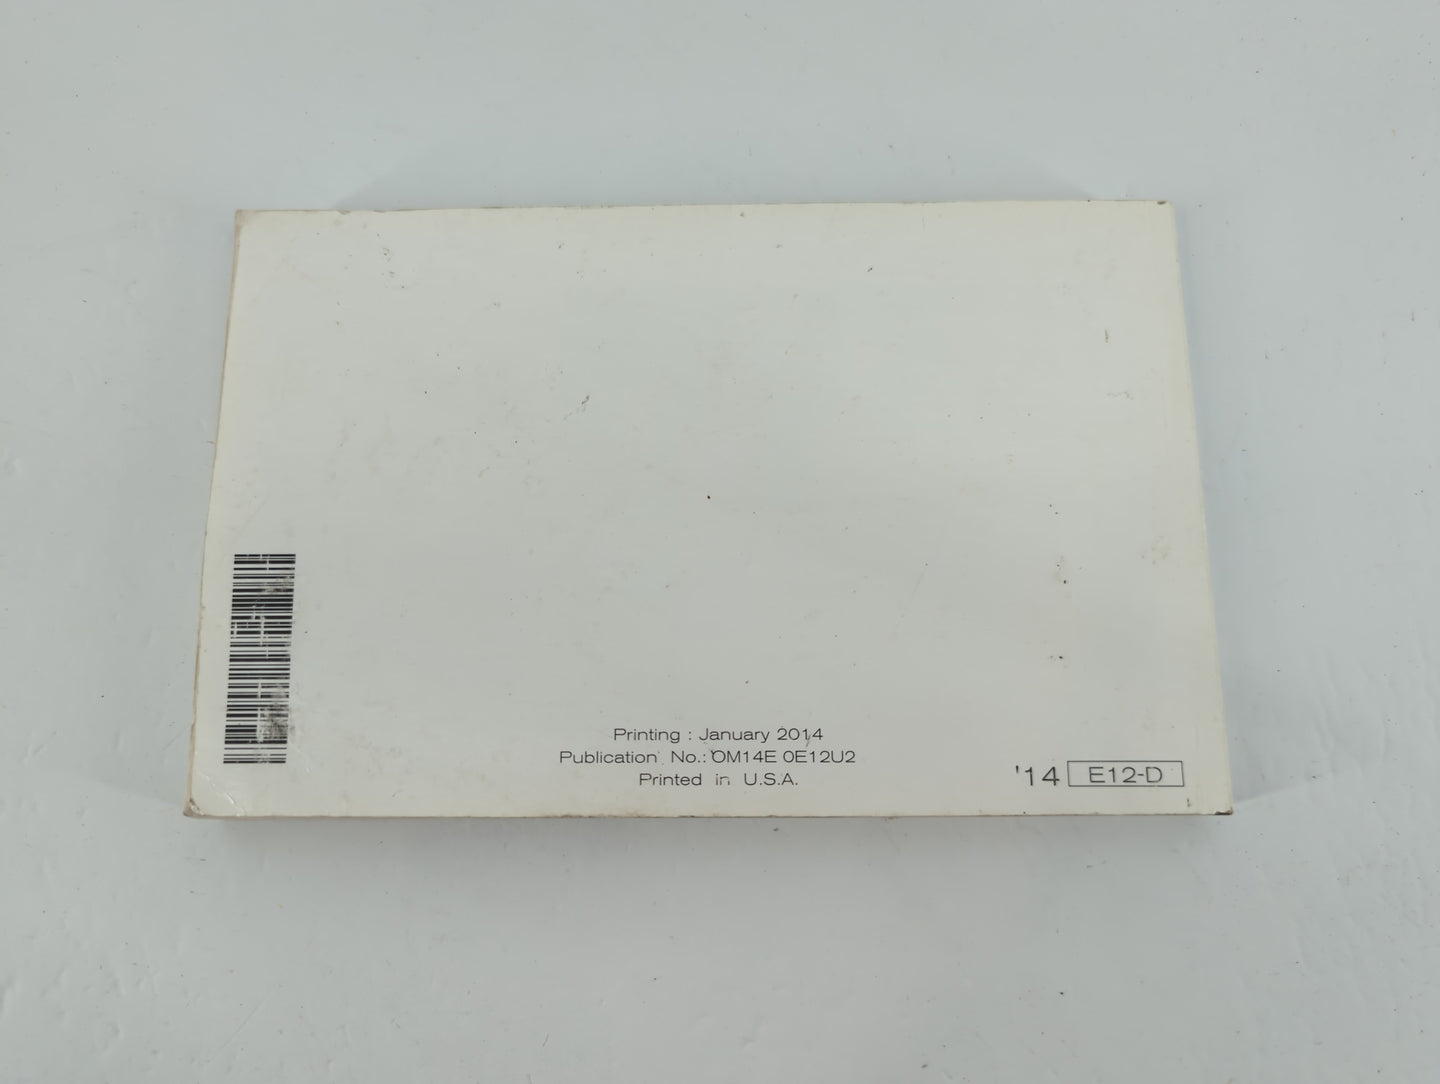 Printing : January 2014
Publication No.: OM14E 0E12U2
Printed in U.S.A.
'14 E12-D